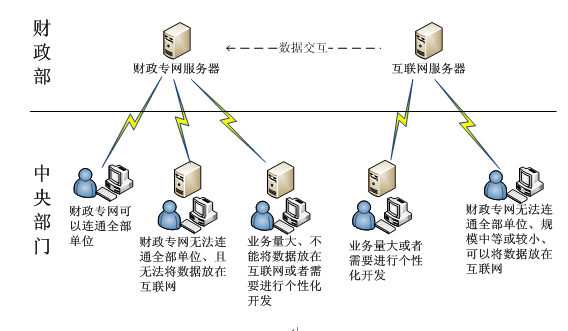 财政部
财政专网服务器
数据交互
互联网服务器
中央部门
财政专网可
以连通全部
单位
财政专网无法连
通全部单位、且
无法将数据放在
互联网
业务量大、不
能将数据放在
互联网或者需
要进行个性化
开发
业务量大或者
需要进行个性
化开发
财政专网无法连
通全部单位、规
模中等或较小、
可以将数据放在
互联网